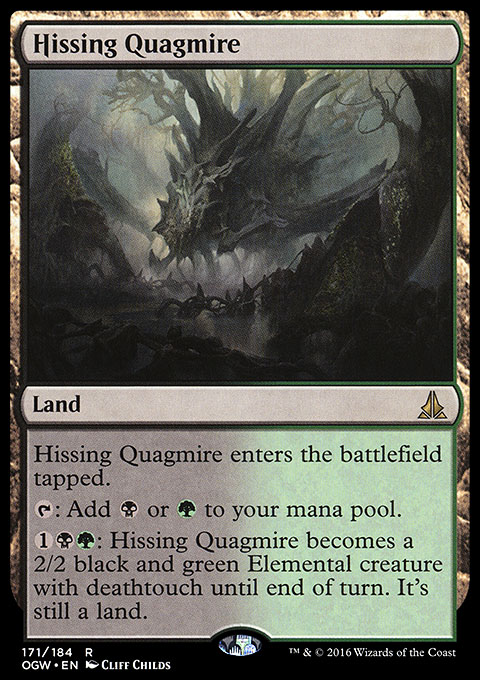 Hissing Quagmire
Land
Hissing Quagmire enters the battlefield
tapped.
: Add or to your mana pool.
1 : Hissing Quagmire becomes a
2/2 black and green Elemental creature
with deathtouch until end of turn. It's
still a land.
171/184 R
OGW • EN Cliff Childs
™ & © 2016 Wizards of the Coast